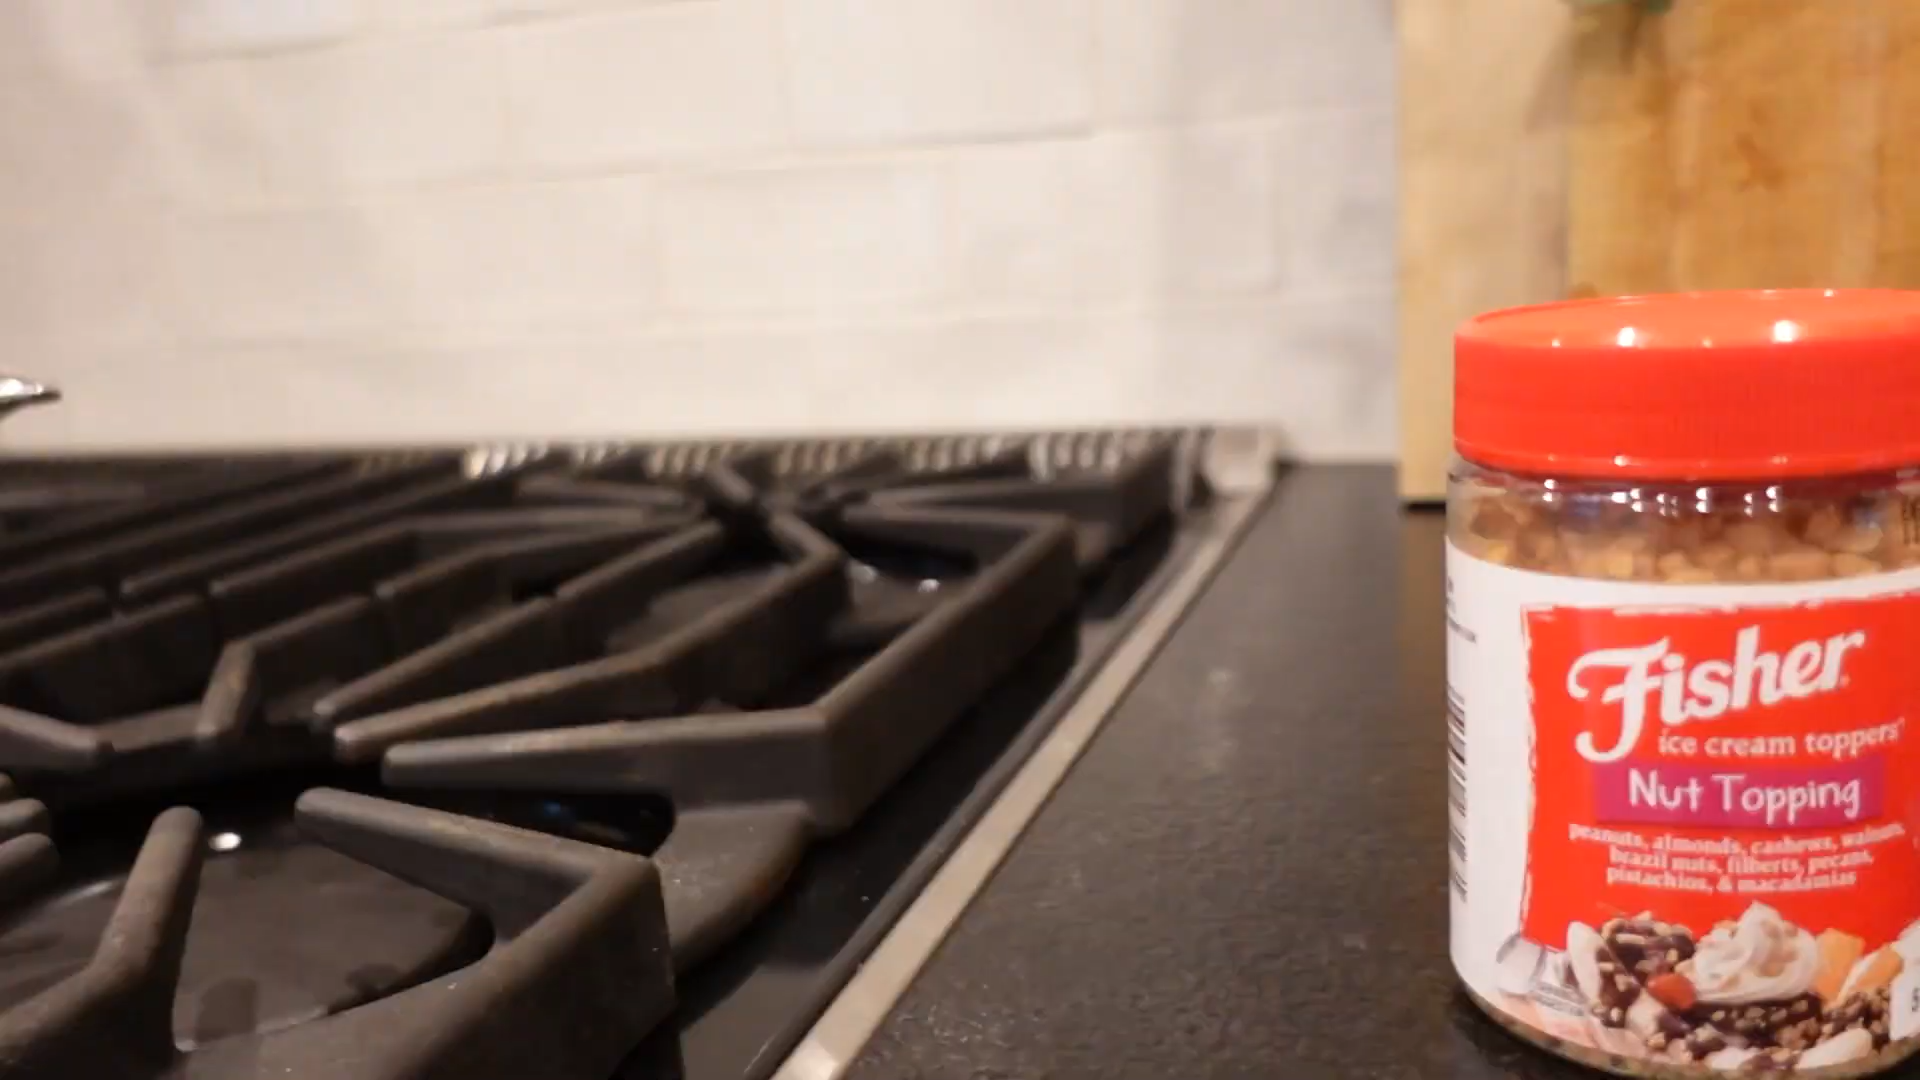 Fisher
ice cream toppers
Nut Topping
peanuts, almonds, cashews, walnuts,
brazil nuts, filberts, pecans,
pistachios, & macadamias